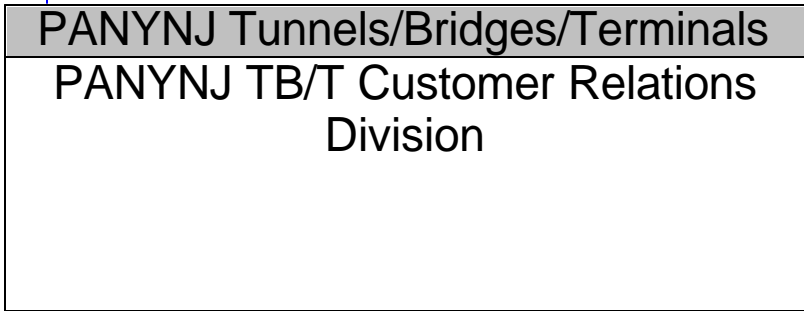 PANYNJ Tunnels/Bridges/Terminals
PANYNJ TB/T Customer Relations
Division